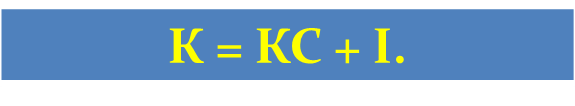 К = КС + І.